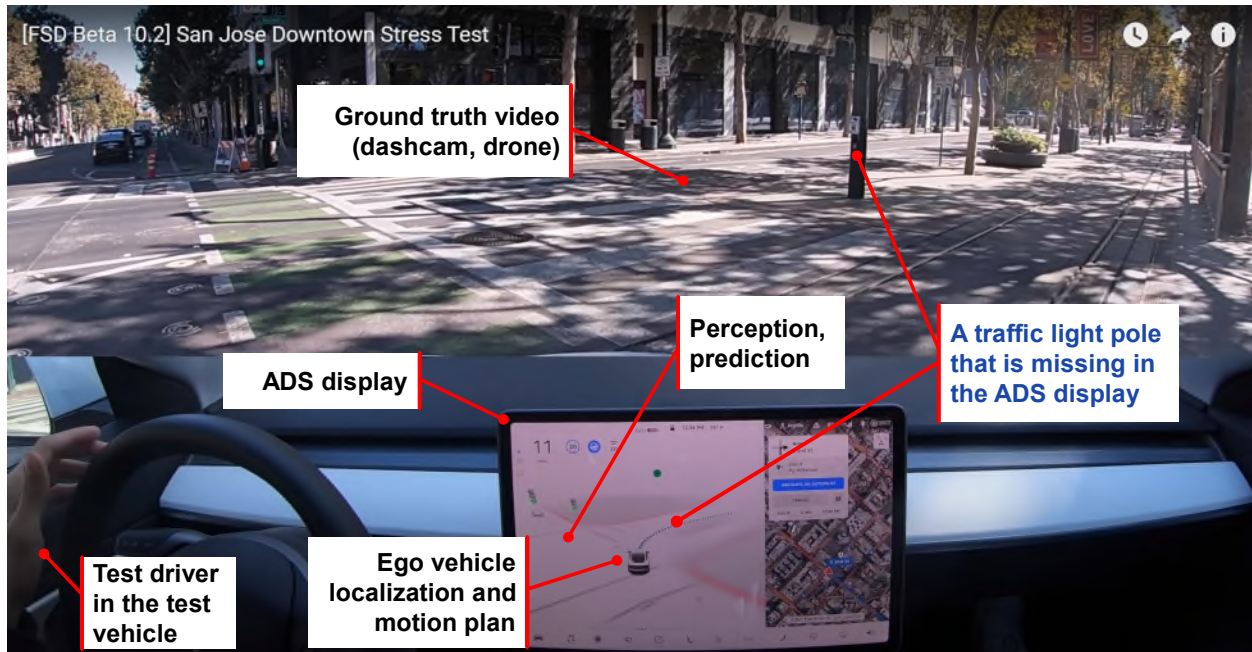 [FSD Beta 10.2] San Jose Downtown Stress Test
LOVE
Ground truth video
(dashcam, drone)
Perception,
prediction
A traffic light pole
that is missing in
the ADS display
ADS display
11
Ego vehicle
localization and
motion plan
Test driver
in the test
vehicle